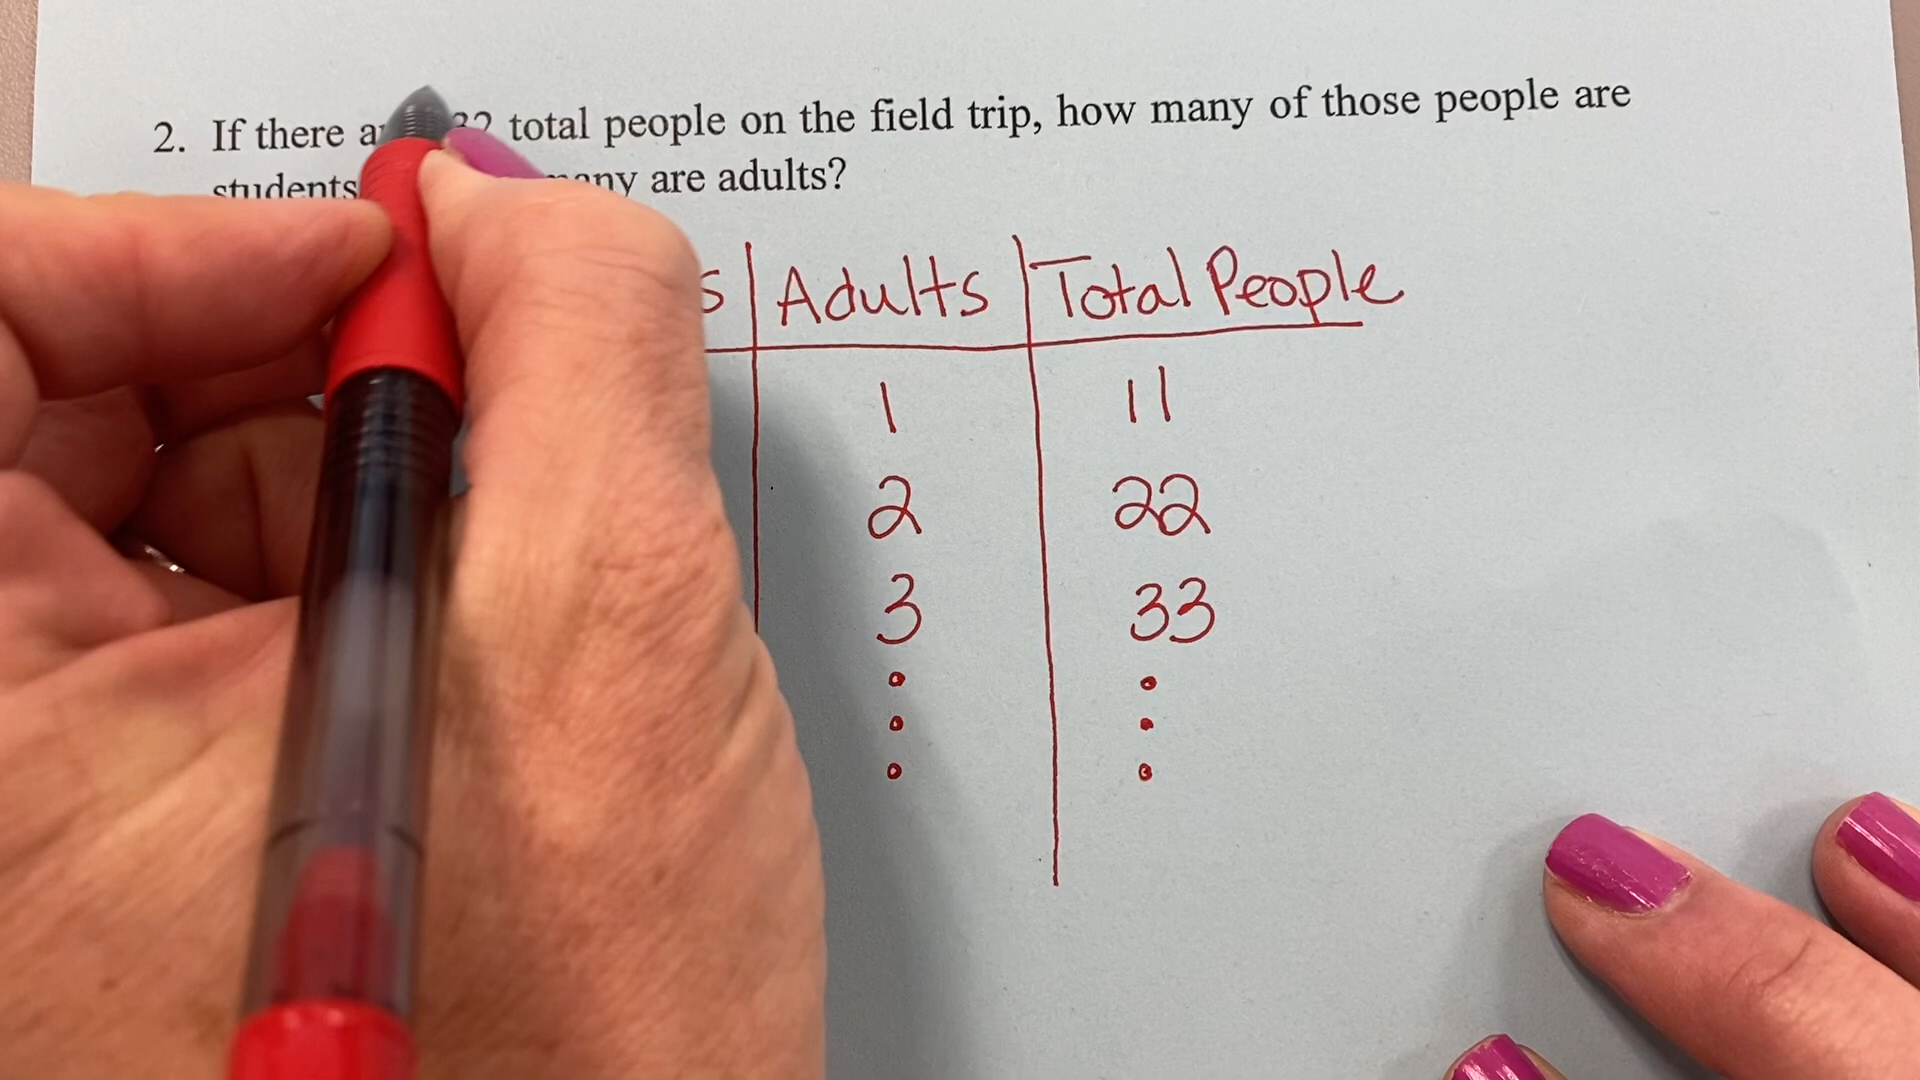 2. If there total people on the field trip, how many of those people are
students are adults?
Adults Total People
1 11
2 22
3 33